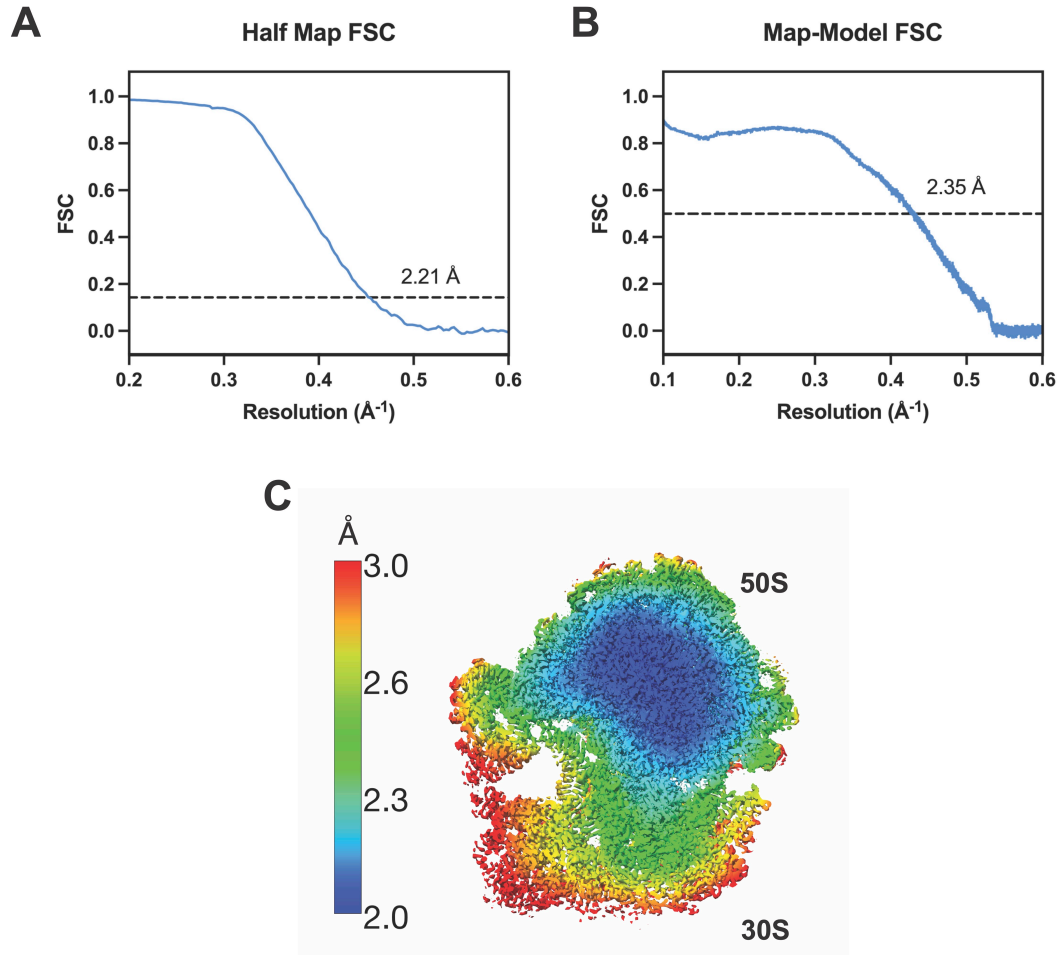 A
Half Map FSC
1.0
0.8
0.6
0.4
0.2
0.0
FSC
2.21 Å
0.2
0.3
0.4
0.5
0.6
Resolution (Å-1)
B
Map-Model FSC
1.0
0.8
0.6
0.4
0.2
0.0
FSC
2.35 Å
0.1
0.2
0.3
0.4
0.5
0.6
Resolution (Å-1)
C
Å
3.0
2.6
2.3
2.0
50S
30S